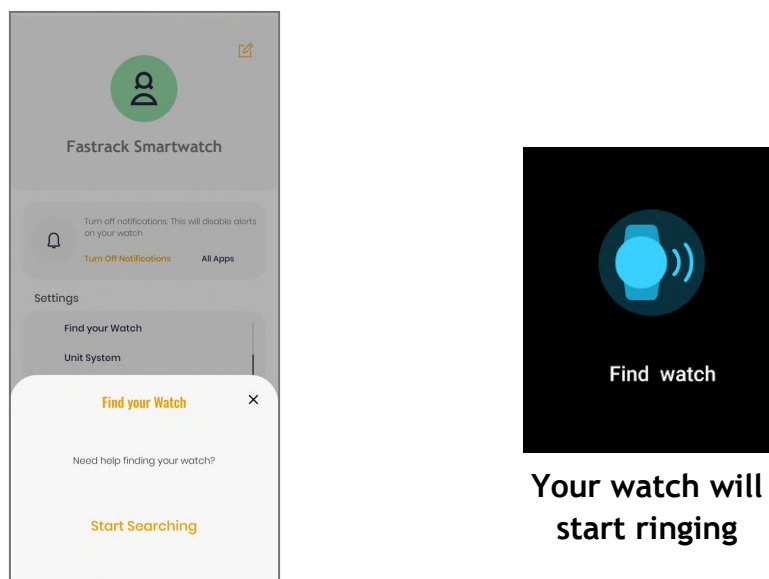 Fastrack Smartwatch
Turn off notifications; This will disable alerts
on your watch
Turn Off Notifications All Apps
Settings
Find your Watch
Unit System
Find your Watch
Need help finding your watch?
Start Searching
Find watch
Your watch will
start ringing